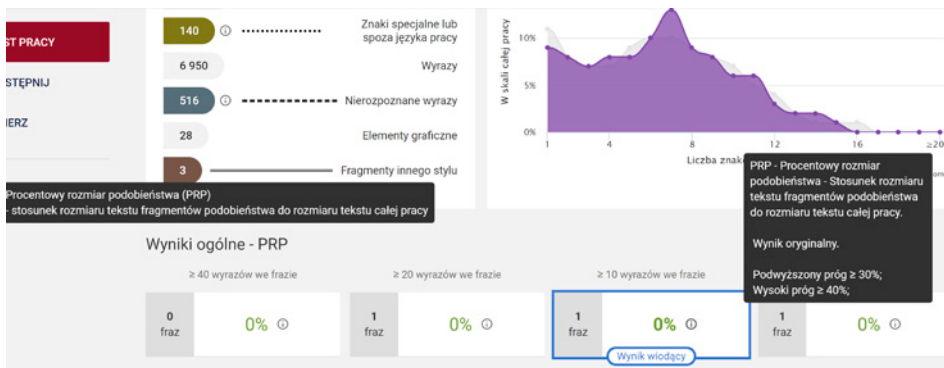 140
Znaki specjalne lub
spoza języka pracy
6 950
Wyrazy
516
Nierozpoznane wyrazy
28
Elementy graficzne
3
Fragmenty innego stylu
ST PRACY
STĘPNIJ
IERZ
W skali całej pracy
10%
5%
0%
1
4
8
12
16
≥20
Liczba znakó
Procentowy rozmiar podobieństwa (PRP)
- stosunek rozmiaru tekstu fragmentów podobieństwa do rozmiaru tekstu całej pracy
PRP - Procentowy rozmiar
podobieństwa - Stosunek rozmiaru
tekstu fragmentów podobieństwa
do rozmiaru tekstu całej pracy.
Wynik oryginalny.
Podwyższony próg ≥ 30%;
Wysoki próg ≥ 40%;
Wyniki ogólne - PRP
≥ 40 wyrazów we frazie
≥ 20 wyrazów we frazie
≥ 10 wyrazów we frazie
0
fraz
0%
1
fraz
0%
1
fraz
0%
1
fraz
0%
Wynik wiodący